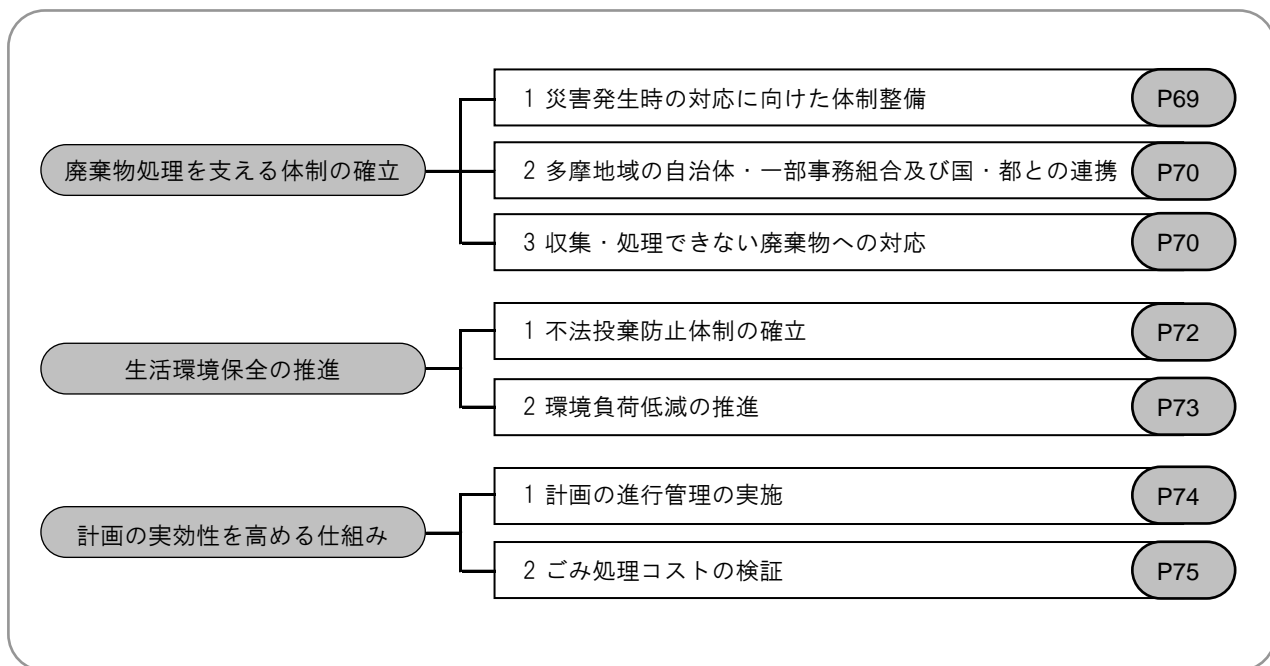 廃棄物処理を支える体制の確立
1 災害発生時の対応に向けた体制整備 P69
2 多摩地域の自治体・一部事務組合及び国・都との連携 P70
3 収集・処理できない廃棄物への対応 P70
生活環境保全の推進
1 不法投棄防止体制の確立 P72
2 環境負荷低減の推進 P73
計画の実効性を高める仕組み
1 計画の進行管理の実施 P74
2 ごみ処理コストの検証 P75